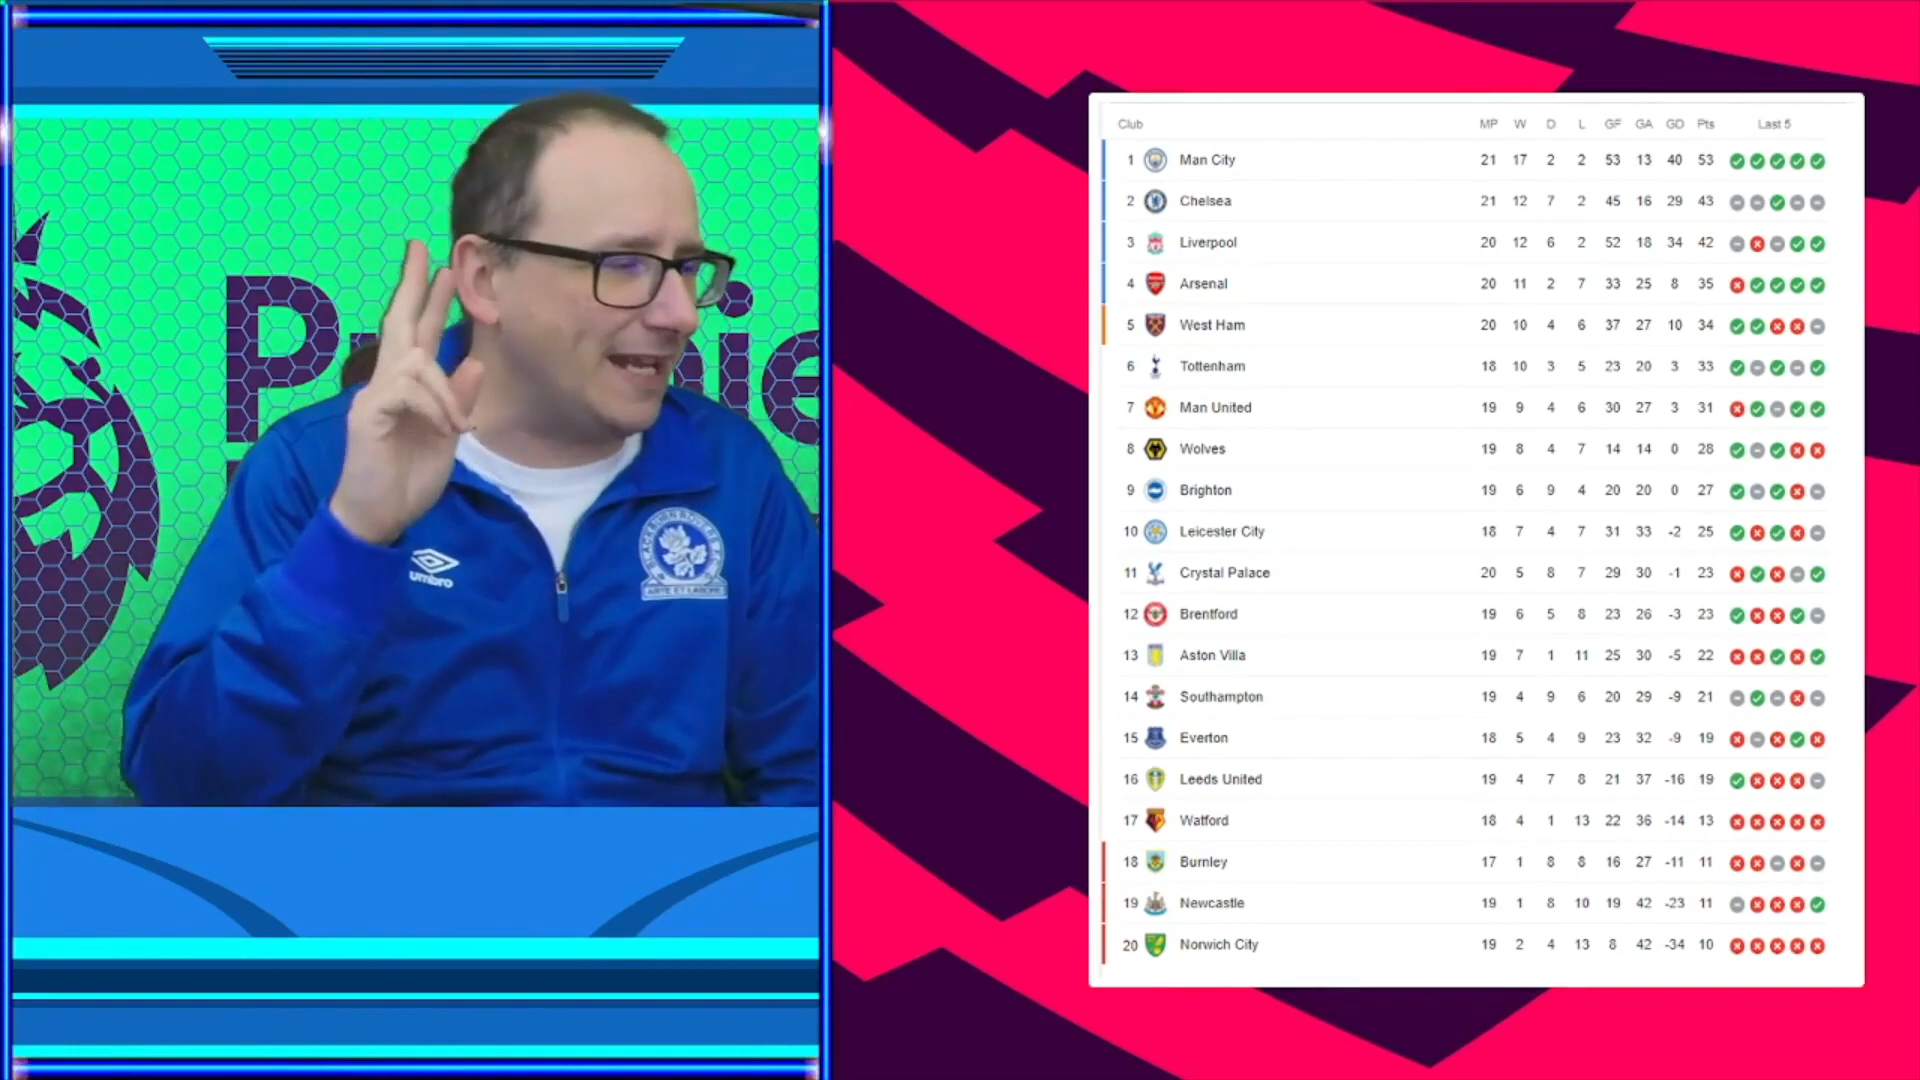 P
ie
umbro
BLACKBURN ROVERS F.C.
ARTE ET LABORE
Club MP W D L GF GA GD Pts Last 5
1 Man City 21 17 2 2 53 13 40 53
2 Chelsea 21 12 7 2 45 16 29 43
3 Liverpool 20 12 6 2 52 18 34 42
4 Arsenal 20 11 2 7 33 25 8 35
5 West Ham 20 10 4 6 37 27 10 34
6 Tottenham 18 10 3 5 23 20 3 33
7 Man United 19 9 4 6 30 27 3 31
8 Wolves 19 8 4 7 14 14 0 28
9 Brighton 19 6 9 4 20 20 0 27
10 Leicester City 18 7 4 7 31 33 -2 25
11 Crystal Palace 20 5 8 7 29 30 -1 23
12 Brentford 19 6 5 8 23 26 -3 23
13 Aston Villa 19 7 1 11 25 30 -5 22
14 Southampton 19 4 9 6 20 29 -9 21
15 Everton 18 5 4 9 23 32 -9 19
16 Leeds United 19 4 7 8 21 37 -16 19
17 Watford 18 4 1 13 22 36 -14 13
18 Burnley 17 1 8 8 16 27 -11 11
19 Newcastle 19 1 8 10 19 42 -23 11
20 Norwich City 19 2 4 13 8 42 -34 10